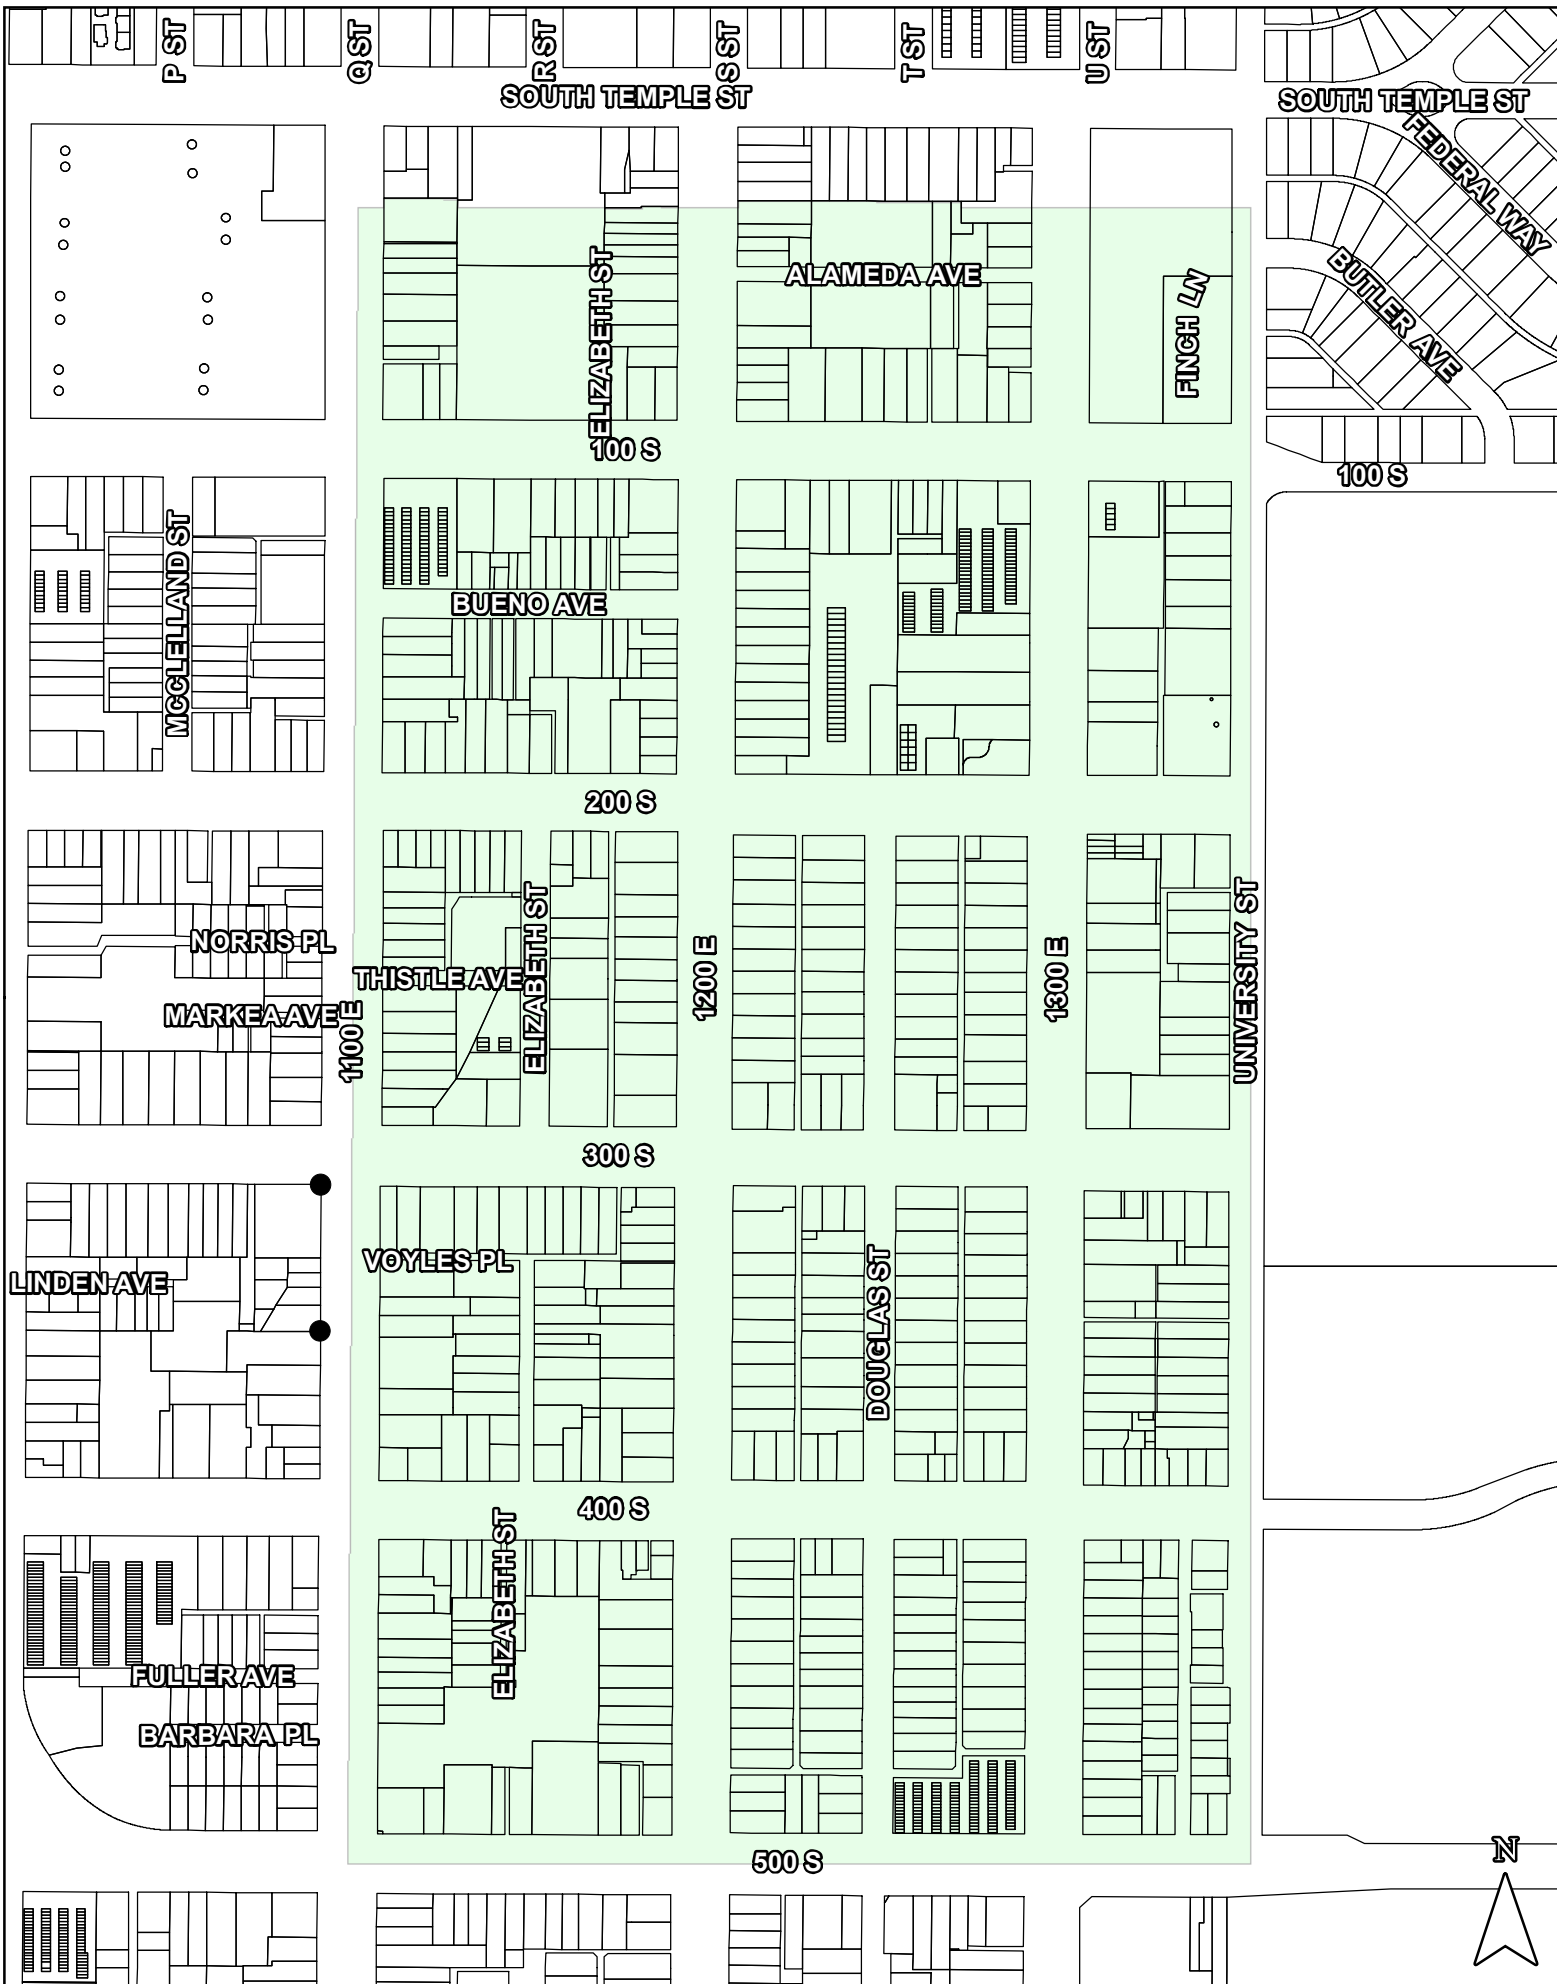 P ST
Q ST
R ST
S ST
T ST
U ST
SOUTH TEMPLE ST
SOUTH TEMPLE ST
FEDERAL WAY
BUTLER AVE
ELIZABETH ST
ALAMEDA AVE
FINCH LN
100 S
100 S
MCCLELLAND ST
BUENO AVE
200 S
NORRIS PL
THISTLE AVE
ELIZABETH ST
1200 E
1300 E
UNIVERSITY ST
MARKEA AVE
1100 E
300 S
VOYLES PL
LINDEN AVE
DOUGLAS ST
400 S
ELIZABETH ST
FULLER AVE
BARBARA PL
500 S
N